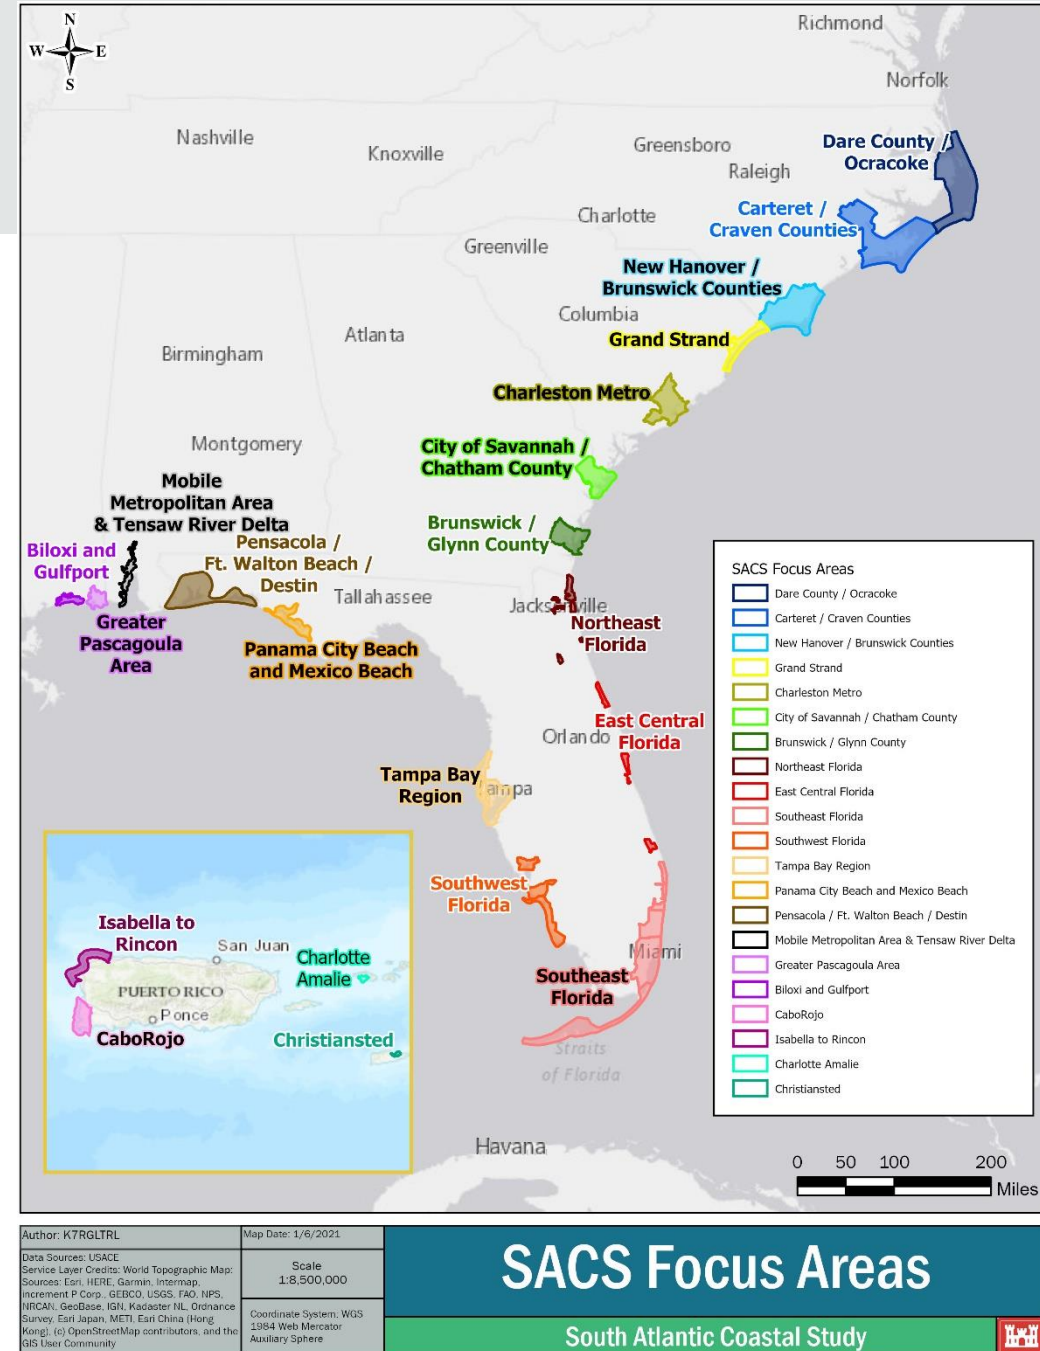 N
W E
S
Richmond
Norfolk
Nashville
Knoxville
Greensboro
Raleigh
Dare County /
Ocracoke
Charlotte
Carteret /
Craven Counties
Greenville
New Hanover /
Brunswick Counties
Columbia
Atlanta
Grand Strand
Birmingham
Charleston Metro
Montgomery
City of Savannah /
Chatham County
Mobile
Metropolitan Area
& Tensaw River Delta
Brunswick /
Glynn County
Biloxi and
Gulfport
Pensacola /
Ft. Walton Beach /
Destin
Tallahassee
Jacksonville
Greater
Pascagoula
Area
Northeast
Florida
Panama City Beach
and Mexico Beach
East Central
Florida
Orlando
Tampa Bay
Region
Tampa
Southwest
Florida
Miami
Southeast
Florida
Straits
of Florida
Havana
Isabella to
Rincon
San Juan
Charlotte
Amalie
PUERTO RICO
Ponce
CaboRojo
Christiansted
SACS Focus Areas
Dare County / Ocracoke
Carteret / Craven Counties
New Hanover / Brunswick Counties
Grand Strand
Charleston Metro
City of Savannah / Chatham County
Brunswick / Glynn County
Northeast Florida
East Central Florida
Southeast Florida
Southwest Florida
Tampa Bay Region
Panama City Beach and Mexico Beach
Pensacola / Ft. Walton Beach / Destin
Mobile Metropolitan Area & Tensaw River Delta
Greater Pascagoula Area
Biloxi and Gulfport
CaboRojo
Isabella to Rincon
Charlotte Amalie
Christiansted
0 50 100 200
Miles
Author: K7RGLTRL
Map Date: 1/6/2021
Data Sources: USACE
Service Layer Credits: World Topographic Map:
Sources: Esri, HERE, Garmin, Intermap,
increment P Corp., GEBCO, USGS, FAO, NPS,
NRCAN, GeoBase, IGN, Kadaster NL, Ordnance
Survey, Esri Japan, METI, Esri China (Hong
Kong), (c) OpenStreetMap contributors, and the
GIS User Community
Scale
1:8,500,000
Coordinate System: WGS
1984 Web Mercator
Auxiliary Sphere
SACS Focus Areas
South Atlantic Coastal Study